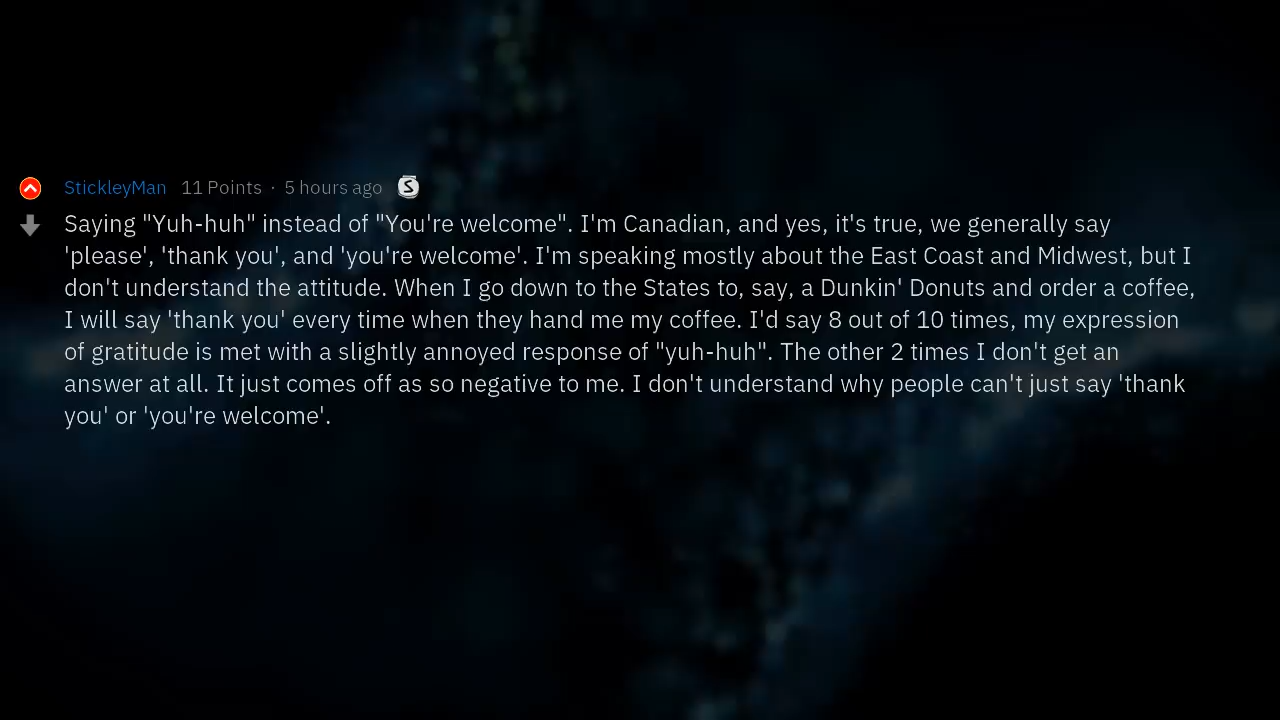 StickleyMan 11 Points · 5 hours ago S
Saying "Yuh-huh" instead of "You're welcome". I'm Canadian, and yes, it's true, we generally say
'please', 'thank you', and 'you're welcome'. I'm speaking mostly about the East Coast and Midwest, but I
don't understand the attitude. When I go down to the States to, say, a Dunkin' Donuts and order a coffee,
I will say 'thank you' every time when they hand me my coffee. I'd say 8 out of 10 times, my expression
of gratitude is met with a slightly annoyed response of "yuh-huh". The other 2 times I don't get an
answer at all. It just comes off as so negative to me. I don't understand why people can't just say 'thank
you' or 'you're welcome'.